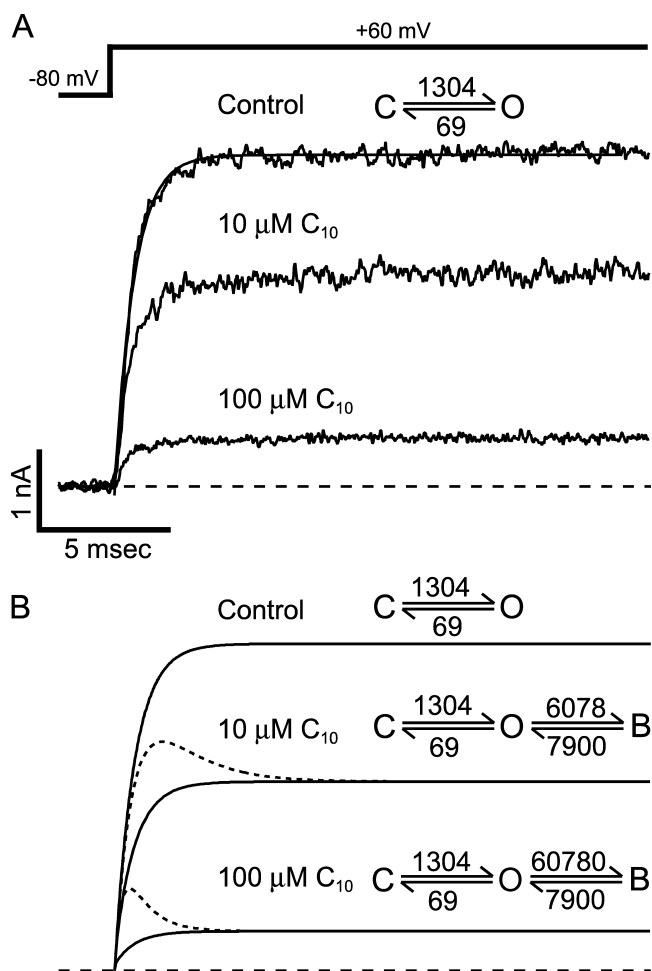 A
+60 mV
-80 mV
Control
1304
C O
69
10 μM C10
100 μM C10
1 nA
5 msec
B
Control
1304
C O
69
10 μM C10
1304 6078
C O B
69 7900
100 μM C10
1304 60780
C O B
69 7900